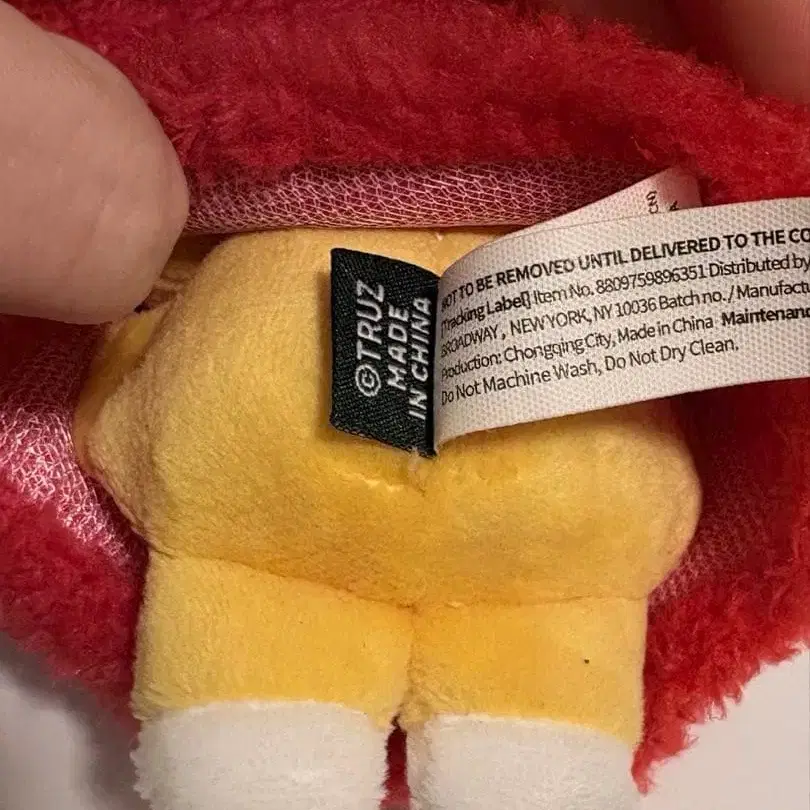 ©TRUZ
MADE
IN CHINA
CN)
NOT TO BE REMOVED UNTIL DELIVERED TO THE CO
[Tracking Label] Item No. 8809759896351 Distributed by
BROADWAY, NEW YORK, NY 10036 Batch no./ Manufactu
Production: Chongqing City, Made in China Maintenanc
Do Not Machine Wash, Do Not Dry Clean.